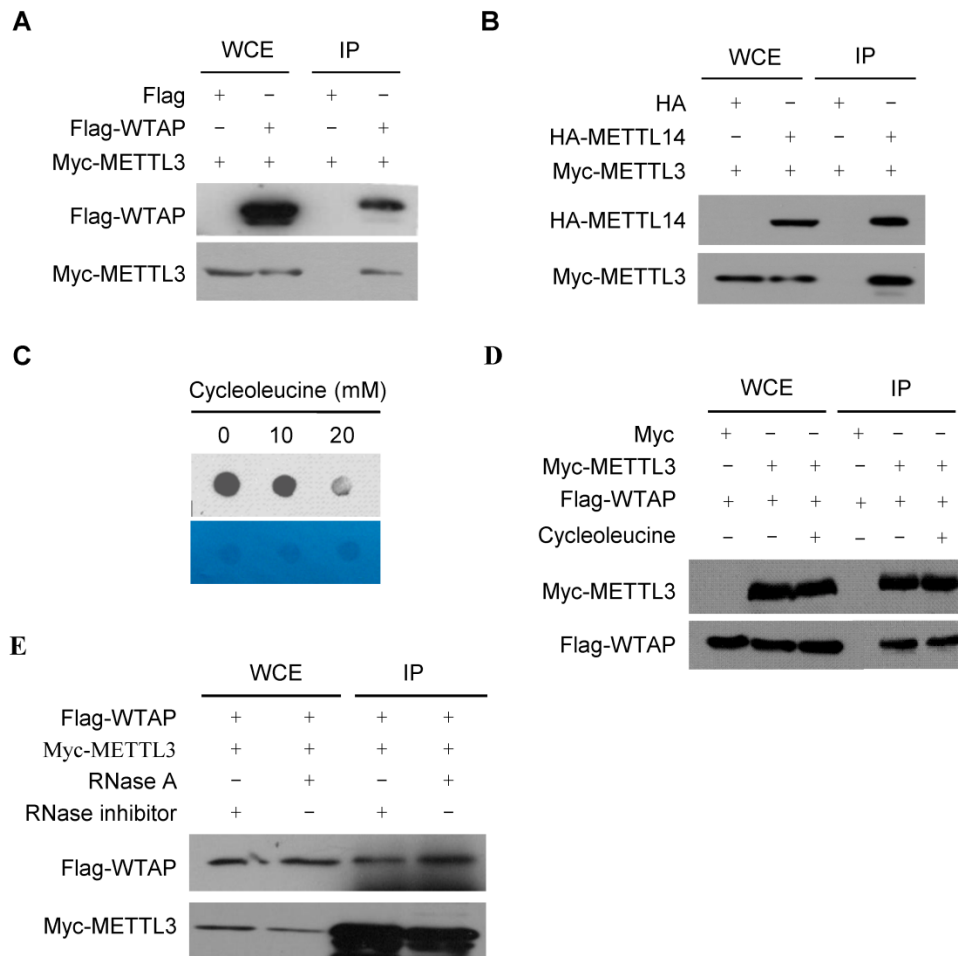 A
WCE IP
Flag + − + −
Flag-WTAP − + − +
Myc-METTL3 + + + +
Flag-WTAP
Myc-METTL3
B
WCE IP
HA + − + −
HA-METTL14 − + − +
Myc-METTL3 + + + +
HA-METTL14
Myc-METTL3
C
Cycleoleucine (mM)
0 10 20
D
WCE IP
Myc + − − + − −
Myc-METTL3 − + + − + +
Flag-WTAP + + + + + +
Cycleoleucine − − + − − +
Myc-METTL3
Flag-WTAP
E
WCE IP
Flag-WTAP + + + +
Myc-METTL3 + + + +
RNase A − + − +
RNase inhibitor + − + −
Flag-WTAP
Myc-METTL3